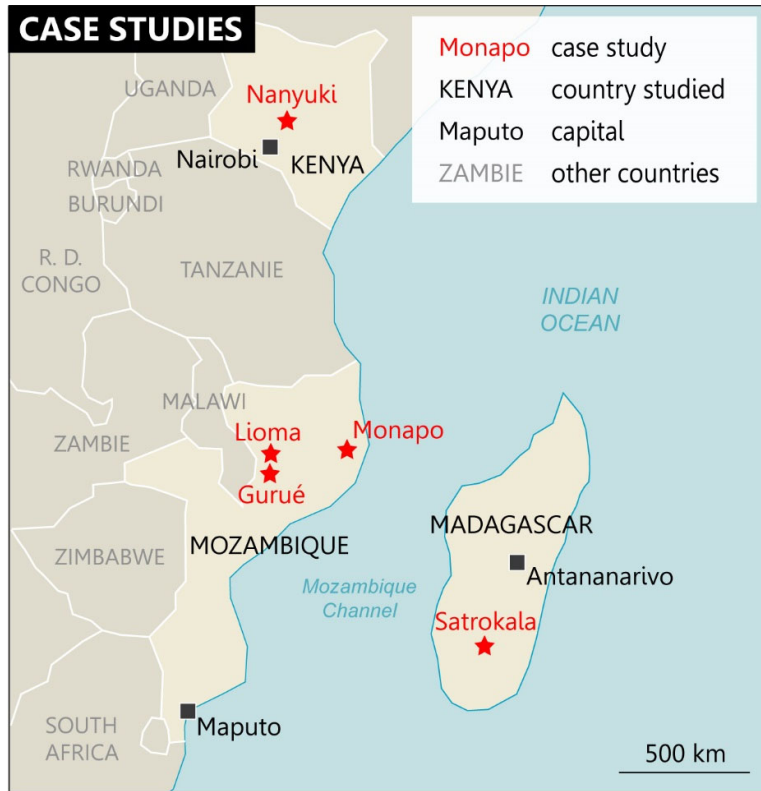 CASE STUDIES
Monapo case study
KENYA country studied
Maputo capital
ZAMBIE other countries
UGANDA
Nanyuki
Nairobi
KENYA
RWANDA
BURUNDI
R. D.
CONGO
TANZANIE
INDIAN
OCEAN
MALAWI
Lioma
Monapo
ZAMBIE
Gurué
MADAGASCAR
MOZAMBIQUE
ZIMBABWE
Antananarivo
Mozambique
Channel
Satrokala
Maputo
SOUTH
AFRICA
500 km